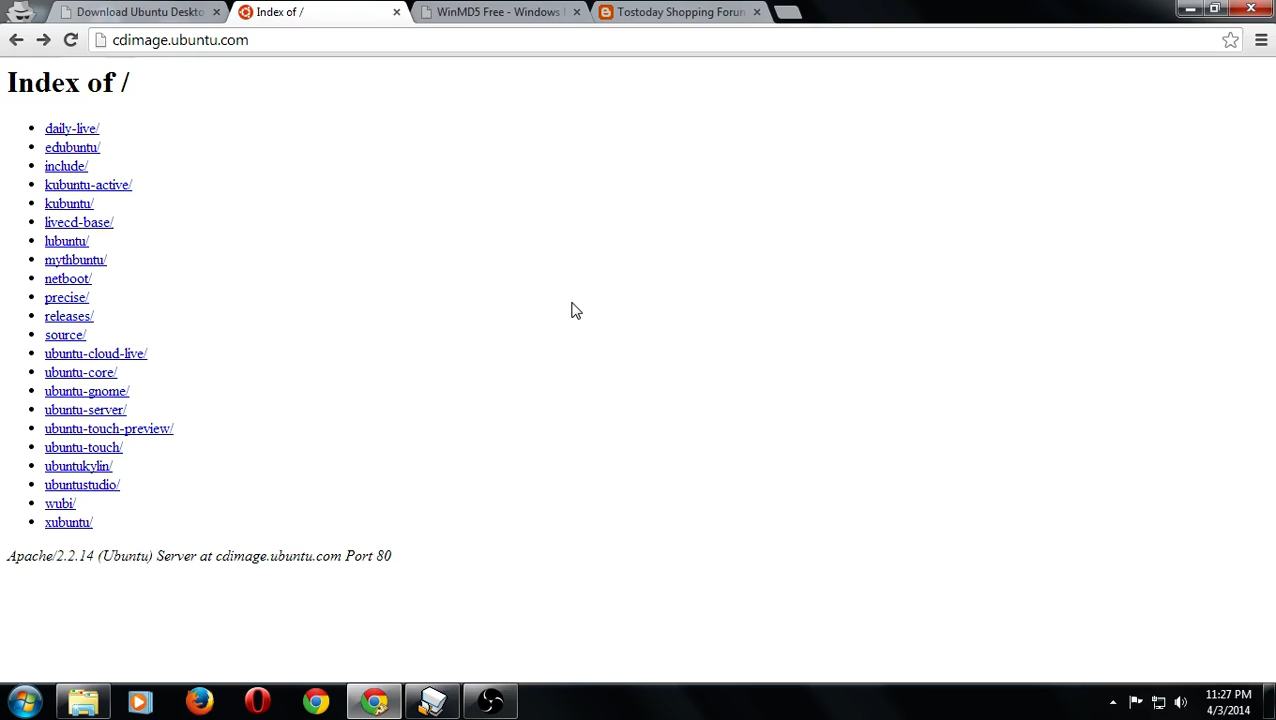 Download Ubuntu Deskto
Index of /
WinMD5 Free - Windows
Tostoday Shopping Forun
cdimage.ubuntu.com
Index of /
daily-live/
edubuntu/
include/
kubuntu-active/
kubuntu/
livecd-base/
lubuntu/
mythbuntu/
netboot/
precise/
releases/
source/
ubuntu-cloud-live/
ubuntu-core/
ubuntu-gnome/
ubuntu-server/
ubuntu-touch-preview/
ubuntu-touch/
ubuntukylin/
ubuntustudio/
wubi/
xubuntu/
Apache/2.2.14 (Ubuntu) Server at cdimage.ubuntu.com Port 80
11:27 PM
4/3/2014